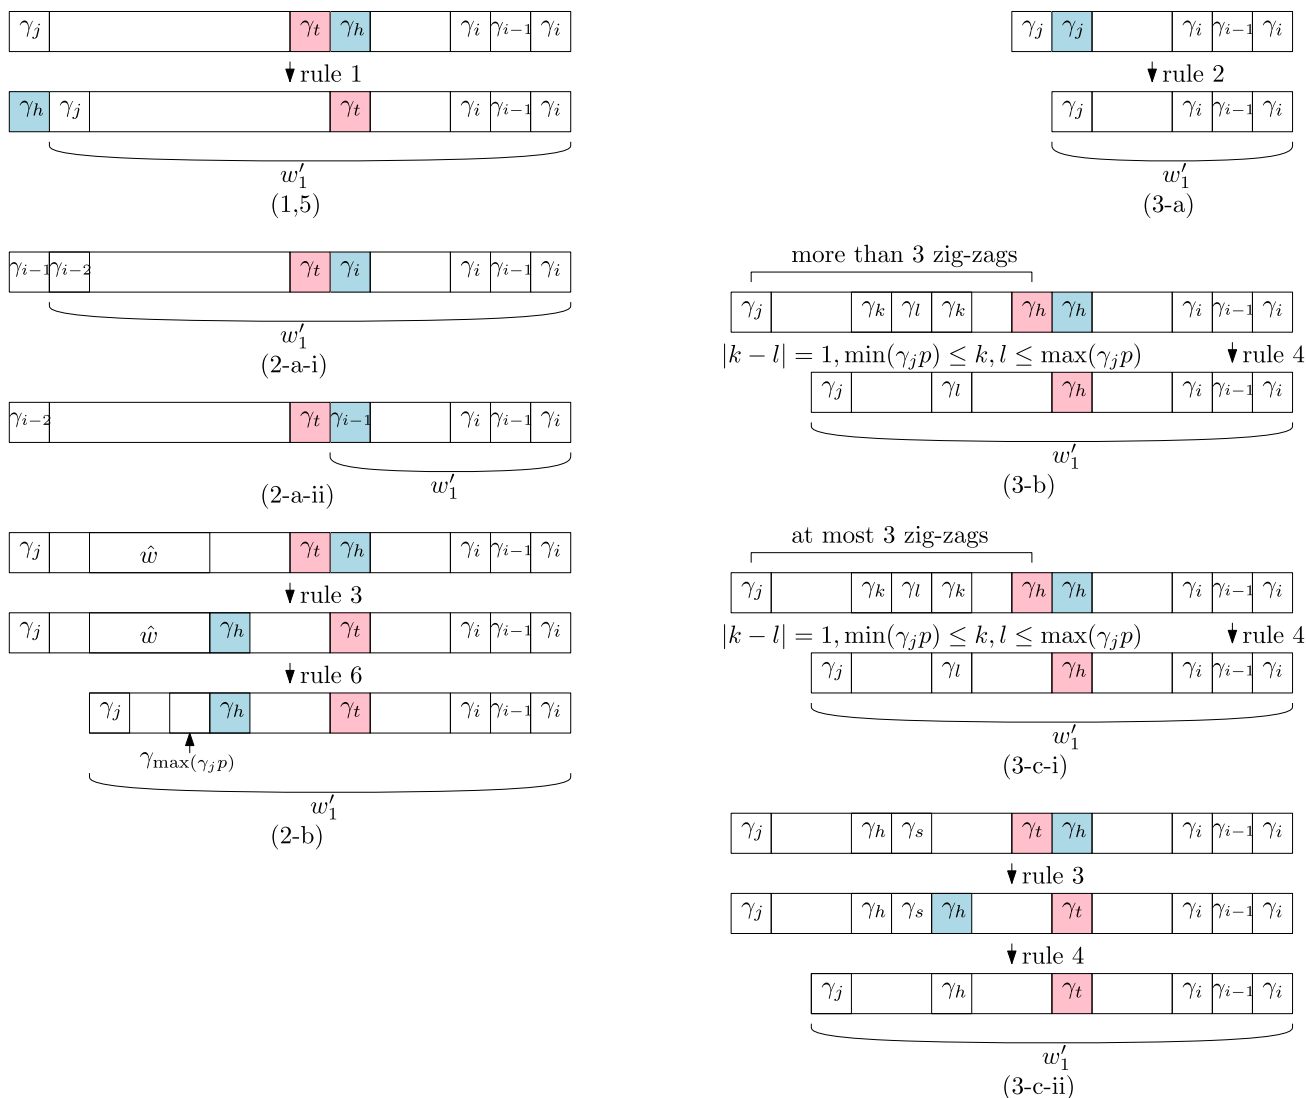 γj γt γh γi γi−1 γi
rule 1
γh γj γt γi γi−1 γi
w′1
(1,5)
γi−1 γi−2 γt γi γi γi−1 γi
w′1
(2-a-i)
γi−2 γt γi−1 γi γi−1 γi
w′1
(2-a-ii)
γj ŵ γt γh γi γi−1 γi
rule 3
γj ŵ γh γt γi γi−1 γi
rule 6
γj γh γt γi γi−1 γi
γmax(γjp)
w′1
(2-b)
γj γj γi γi−1 γi
rule 2
γj γi γi−1 γi
w′1
(3-a)
more than 3 zig-zags
γj γk γl γk γh γh γi γi−1 γi
|k − l| = 1, min(γjp) ≤ k, l ≤ max(γjp) rule 4
γj γl γh γi γi−1 γi
w′1
(3-b)
at most 3 zig-zags
γj γk γl γk γh γh γi γi−1 γi
|k − l| = 1, min(γjp) ≤ k, l ≤ max(γjp) rule 4
γj γl γh γi γi−1 γi
w′1
(3-c-i)
γj γh γs γt γh γi γi−1 γi
rule 3
γj γh γs γh γt γi γi−1 γi
rule 4
γj γh γt γi γi−1 γi
w′1
(3-c-ii)